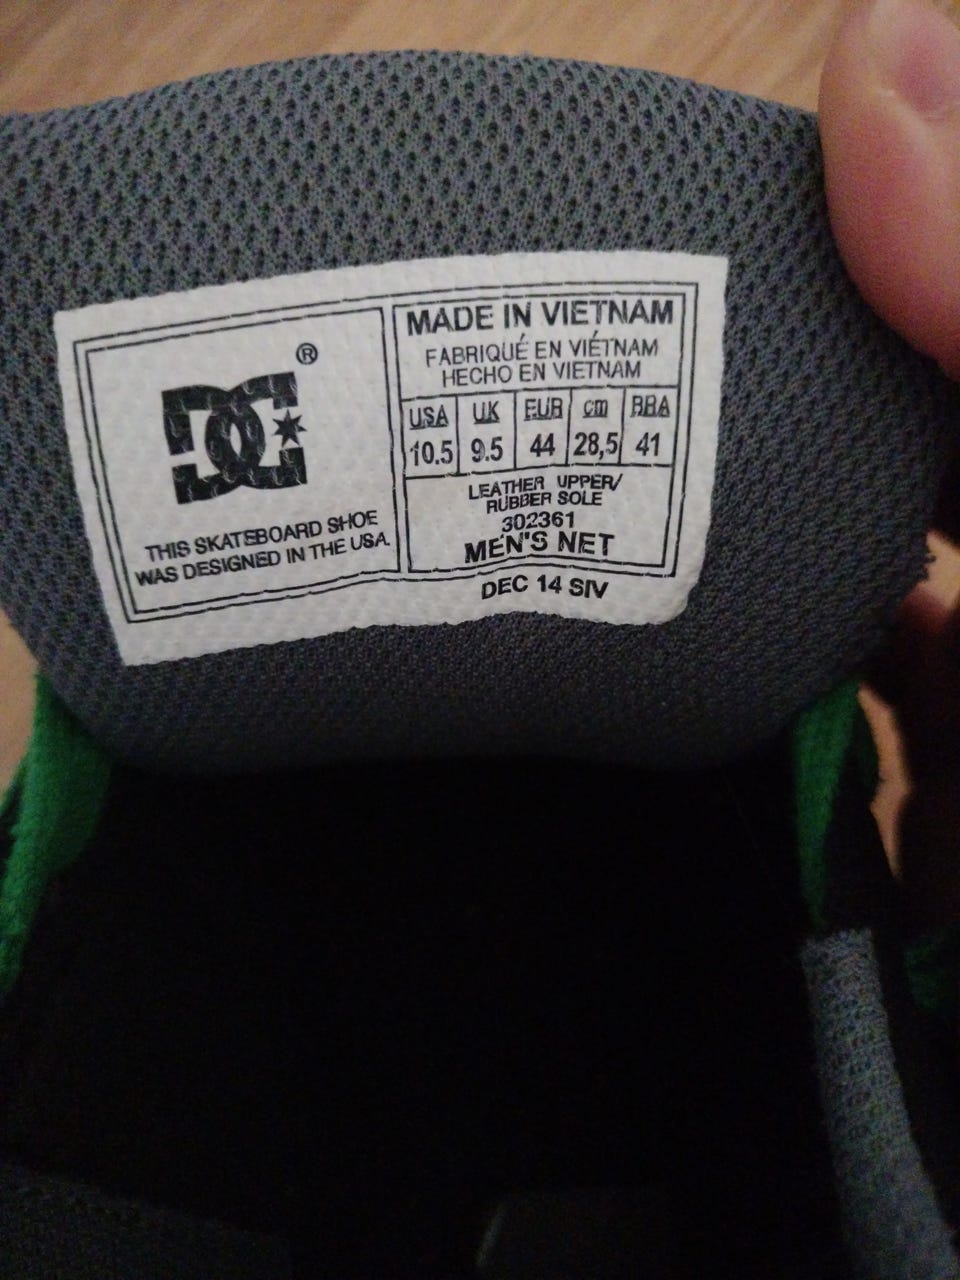 DC ®
THIS SKATEBOARD SHOE
WAS DESIGNED IN THE USA.
MADE IN VIETNAM
FABRIQUÉ EN VIÉTNAM
HECHO EN VIETNAM
USA UK EUR cm BRA
10.5 9.5 44 28,5 41
LEATHER UPPER/
RUBBER SOLE
302361
MEN'S NET
DEC 14 SIV